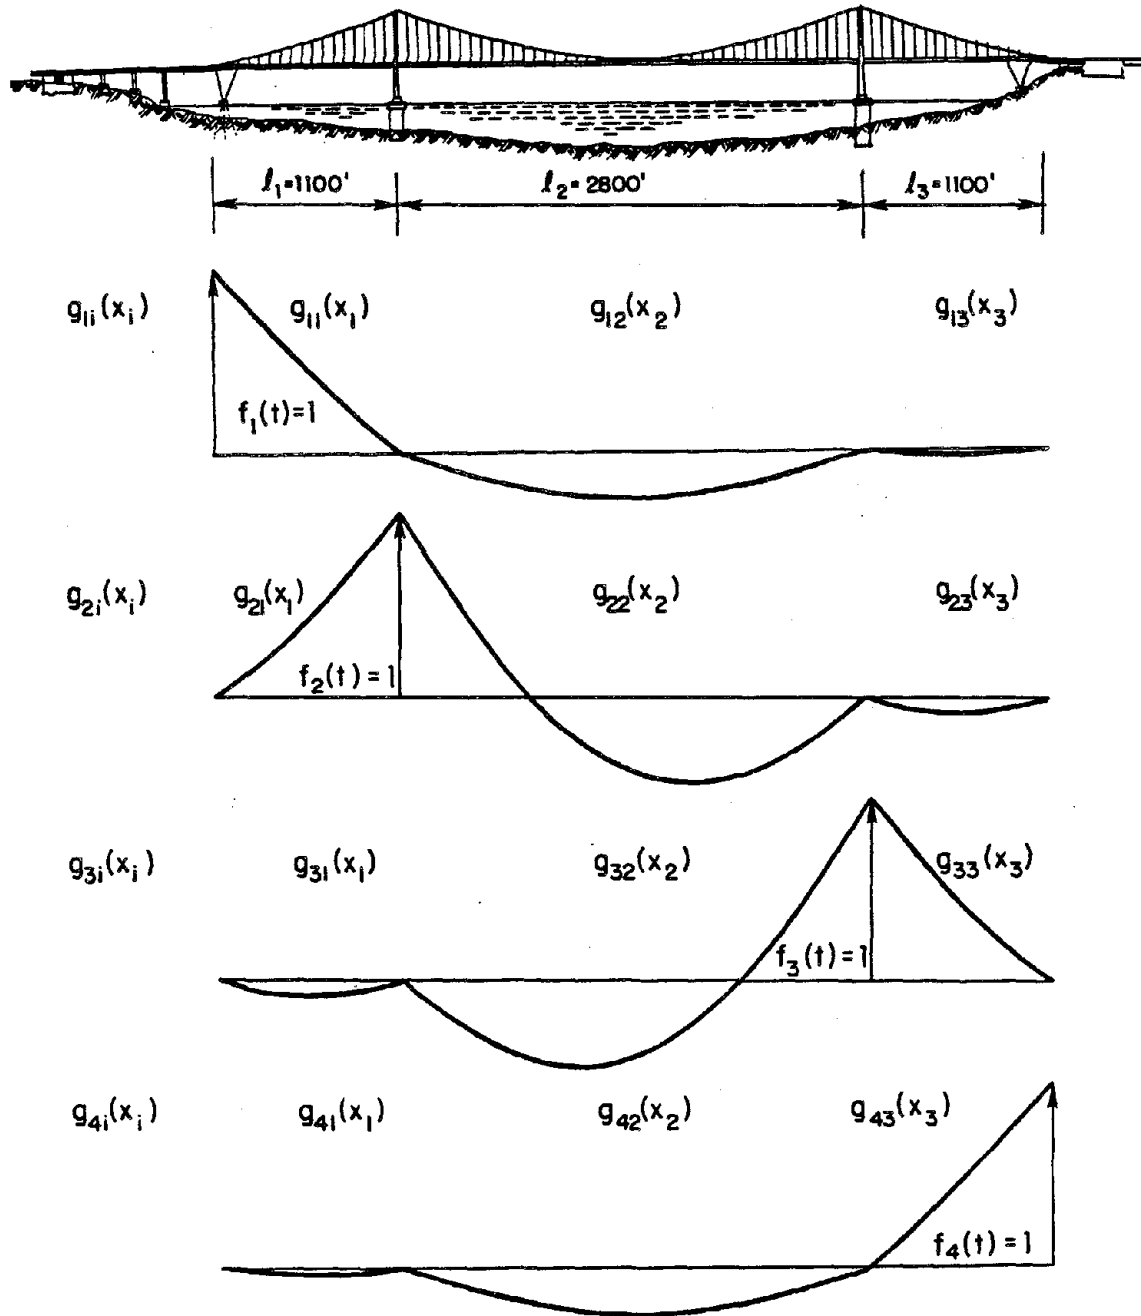 l₁=1100' l₂=2800' l₃=1100'
g₁ᵢ(xᵢ) g₁₁(x₁) g₁₂(x₂) g₁₃(x₃)
f₁(t)=1
g₂ᵢ(xᵢ) g₂₁(x₁) g₂₂(x₂) g₂₃(x₃)
f₂(t)=1
g₃ᵢ(xᵢ) g₃₁(x₁) g₃₂(x₂) g₃₃(x₃)
f₃(t)=1
g₄ᵢ(xᵢ) g₄₁(x₁) g₄₂(x₂) g₄₃(x₃)
f₄(t)=1